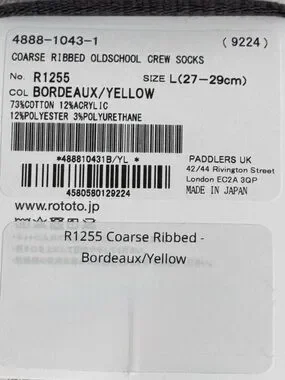 4888-1043-1 (9224)
COARSE RIBBED OLDSCHOOL CREW SOCKS
No. R1255 SIZE L(27-29cm)
COL BORDEAUX/YELLOW
73%COTTON 12%ACRYLIC
12%POLYESTER 3%POLYURETHANE
*488810431B/YL *
4580580129224
PADDLERS UK
42/44 Rivington Street
London EC2A 3QP
MADE IN JAPAN
www.rototo.jp
R1255 Coarse Ribbed -
Bordeaux/Yellow